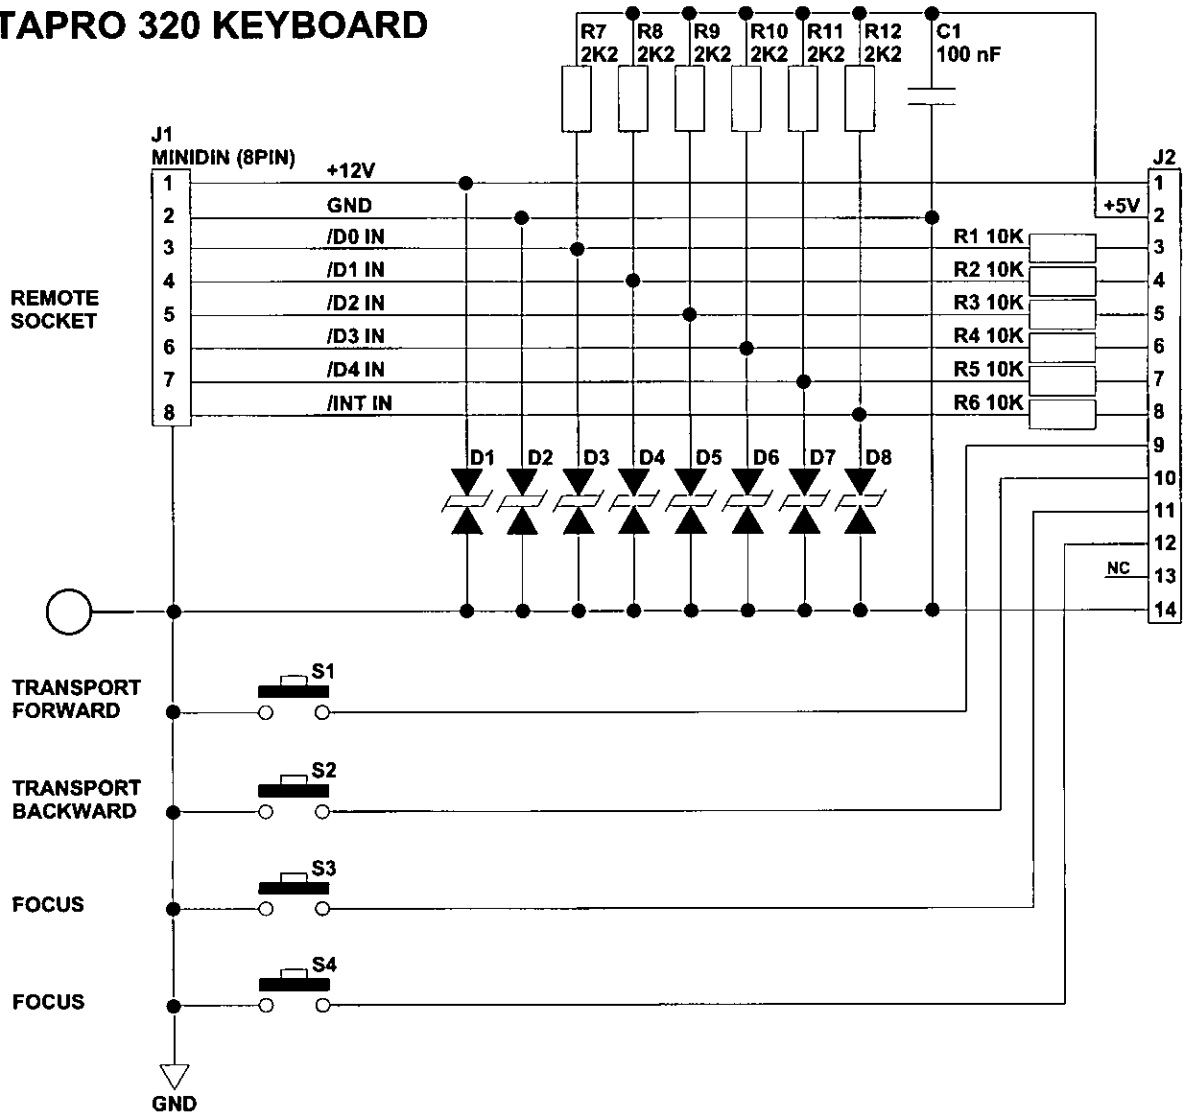 TAPRO 320 KEYBOARD
R7 R8 R9 R10 R11 R12 C1
2K2 2K2 2K2 2K2 2K2 2K2 100 nF
J1
MINIDIN (8PIN)
J2
1 +12V 1
2 GND +5V 2
3 /D0 IN R1 10K 3
4 /D1 IN R2 10K 4
REMOTE
SOCKET
5 /D2 IN R3 10K 5
6 /D3 IN R4 10K 6
7 /D4 IN R5 10K 7
8 /INT IN R6 10K 8
9
D1 D2 D3 D4 D5 D6 D7 D8
10
11
12
NC 13
14
TRANSPORT
FORWARD
S1
TRANSPORT
BACKWARD
S2
FOCUS
S3
FOCUS
S4
GND